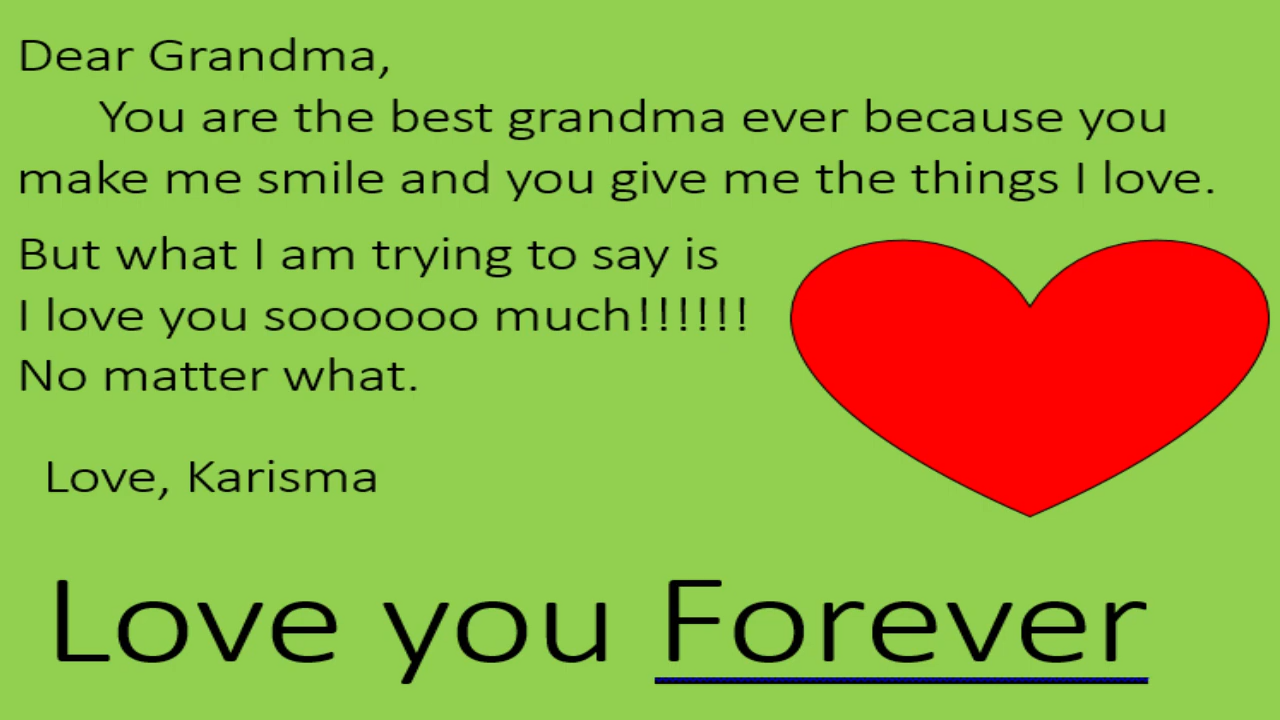 Dear Grandma,
You are the best grandma ever because you
make me smile and you give me the things I love.
But what I am trying to say is
I love you soooooo much!!!!!!
No matter what.
Love, Karisma
Love you Forever